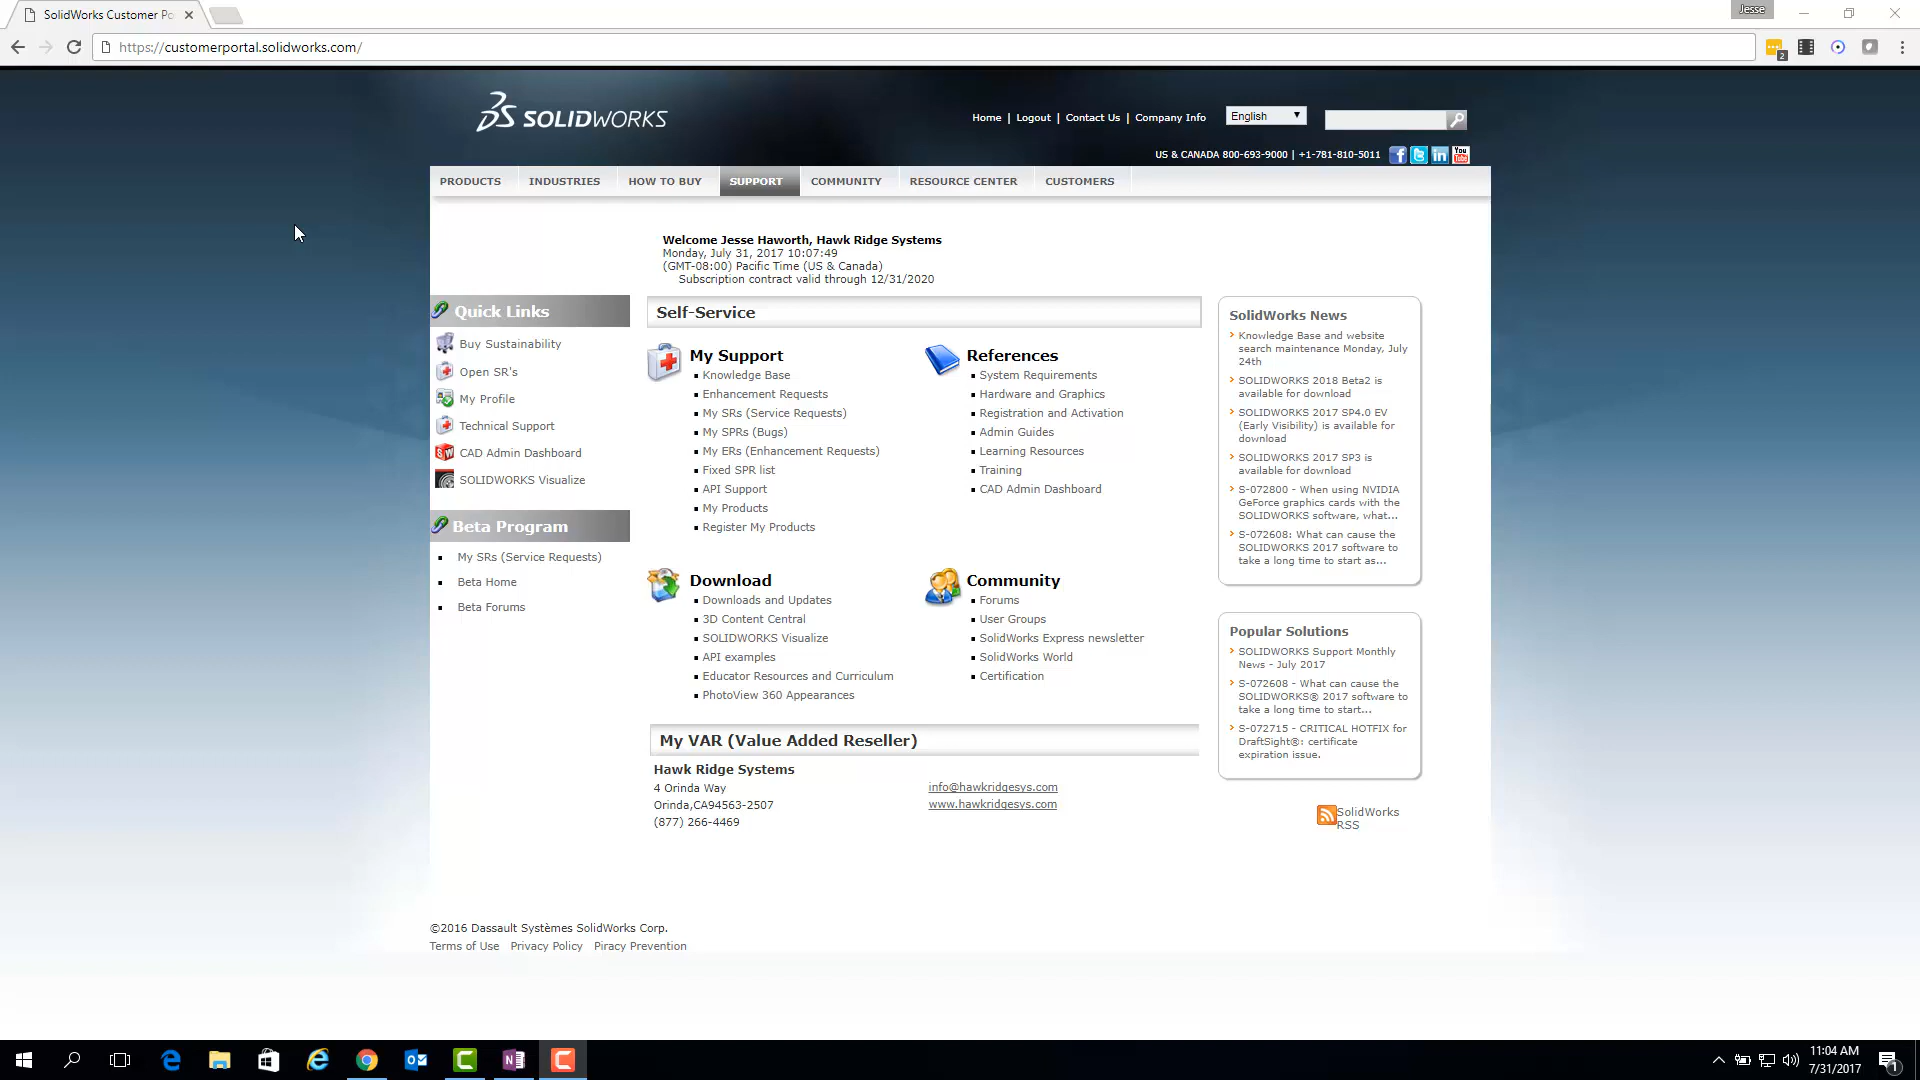 SolidWorks Customer Po
Jesse
https://customerportal.solidworks.com/
2
SOLIDWORKS
Home | Logout | Contact Us | Company Info
English
US & CANADA 800-693-9000 | +1-781-810-5011
PRODUCTS INDUSTRIES HOW TO BUY SUPPORT COMMUNITY RESOURCE CENTER CUSTOMERS
Welcome Jesse Haworth, Hawk Ridge Systems
Monday, July 31, 2017 10:07:49
(GMT-08:00) Pacific Time (US & Canada)
Subscription contract valid through 12/31/2020
Quick Links
Buy Sustainability
Open SR's
My Profile
Technical Support
CAD Admin Dashboard
SOLIDWORKS Visualize
Beta Program
My SRs (Service Requests)
Beta Home
Beta Forums
Self-Service
My Support
Knowledge Base
Enhancement Requests
My SRs (Service Requests)
My SPRs (Bugs)
My ERs (Enhancement Requests)
Fixed SPR list
API Support
My Products
Register My Products
References
System Requirements
Hardware and Graphics
Registration and Activation
Admin Guides
Learning Resources
Training
CAD Admin Dashboard
Download
Downloads and Updates
3D Content Central
SOLIDWORKS Visualize
API examples
Educator Resources and Curriculum
PhotoView 360 Appearances
Community
Forums
User Groups
SolidWorks Express newsletter
SolidWorks World
Certification
My VAR (Value Added Reseller)
Hawk Ridge Systems
4 Orinda Way
Orinda,CA94563-2507
(877) 266-4469
info@hawkridgesys.com
www.hawkridgesys.com
SolidWorks News
Knowledge Base and website
search maintenance Monday, July
24th
SOLIDWORKS 2018 Beta2 is
available for download
SOLIDWORKS 2017 SP4.0 EV
(Early Visibility) is available for
download
SOLIDWORKS 2017 SP3 is
available for download
S-072800 - When using NVIDIA
GeForce graphics cards with the
SOLIDWORKS software, what...
S-072608: What can cause the
SOLIDWORKS 2017 software to
take a long time to start as...
Popular Solutions
SOLIDWORKS Support Monthly
News - July 2017
S-072608 - What can cause the
SOLIDWORKS® 2017 software to
take a long time to start...
S-072715 - CRITICAL HOTFIX for
DraftSight®: certificate
expiration issue.
SolidWorks
RSS
©2016 Dassault Systèmes SolidWorks Corp.
Terms of Use Privacy Policy Piracy Prevention
11:04 AM
7/31/2017
1